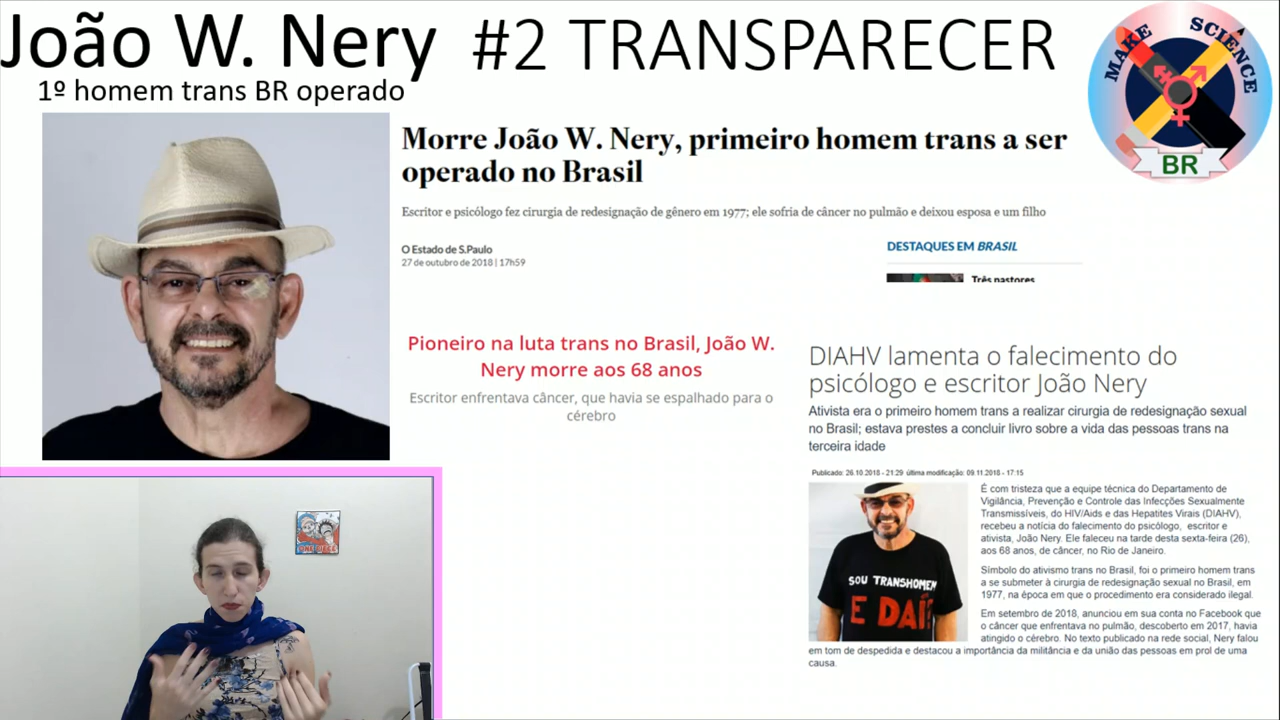 João W. Nery #2 TRANSPARECER
1º homem trans BR operado
MAKE SCIENCE
BR
Morre João W. Nery, primeiro homem trans a ser
operado no Brasil
Escritor e psicólogo fez cirurgia de redesignação de gênero em 1977; ele sofria de câncer no pulmão e deixou esposa e um filho
O Estado de S.Paulo
27 de outubro de 2018 | 17h59
DESTAQUES EM BRASIL
Três pastores
Pioneiro na luta trans no Brasil, João W.
Nery morre aos 68 anos
Escritor enfrentava câncer, que havia se espalhado para o
cérebro
DIAHV lamenta o falecimento do
psicólogo e escritor João Nery
Ativista era o primeiro homem trans a realizar cirurgia de redesignação sexual
no Brasil; estava prestes a concluir livro sobre a vida das pessoas trans na
terceira idade
Publicado: 26.10.2018 - 21:29 última modificação: 09.11.2018 - 17:15
É com tristeza que a equipe técnica do Departamento de
Vigilância, Prevenção e Controle das Infecções Sexualmente
Transmissíveis, do HIV/Aids e das Hepatites Virais (DIAHV),
recebeu a notícia do falecimento do psicólogo, escritor e
ativista, João Nery. Ele faleceu na tarde desta sexta-feira (26),
aos 68 anos, de câncer, no Rio de Janeiro.
Símbolo do ativismo trans no Brasil, foi o primeiro homem trans
a se submeter à cirurgia de redesignação sexual no Brasil, em
1977, na época em que o procedimento era considerado ilegal.
Em setembro de 2018, anunciou em sua conta no Facebook que
o câncer que enfrentava no pulmão, descoberto em 2017, havia
atingido o cérebro. No texto publicado na rede social, Nery falou
em tom de despedida e destacou a importância da militância e da união das pessoas em prol de uma
causa.
SOU TRANSHOMEM
E DAÍ?
ONE PIECE